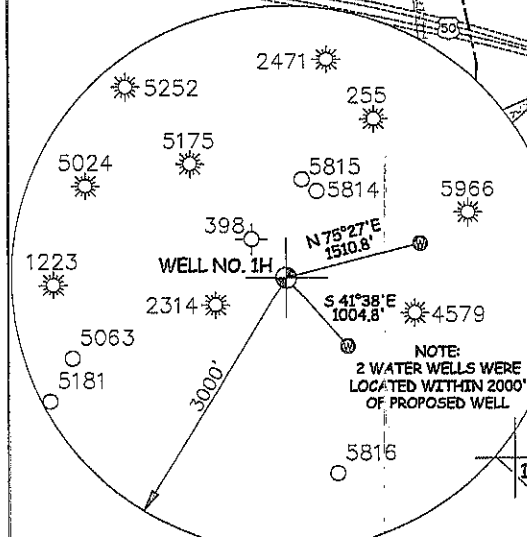 50
2471
5252
255
5175
5024
5815
5814
5966
398
N 75°27'E
1510.8'
WELL NO. 1H
1223
S 41°38'E
1004.8'
2314
4579
5063
NOTE:
2 WATER WELLS WERE
LOCATED WITHIN 2000'
OF PROPOSED WELL
5181
3000'
5816
W
W
1